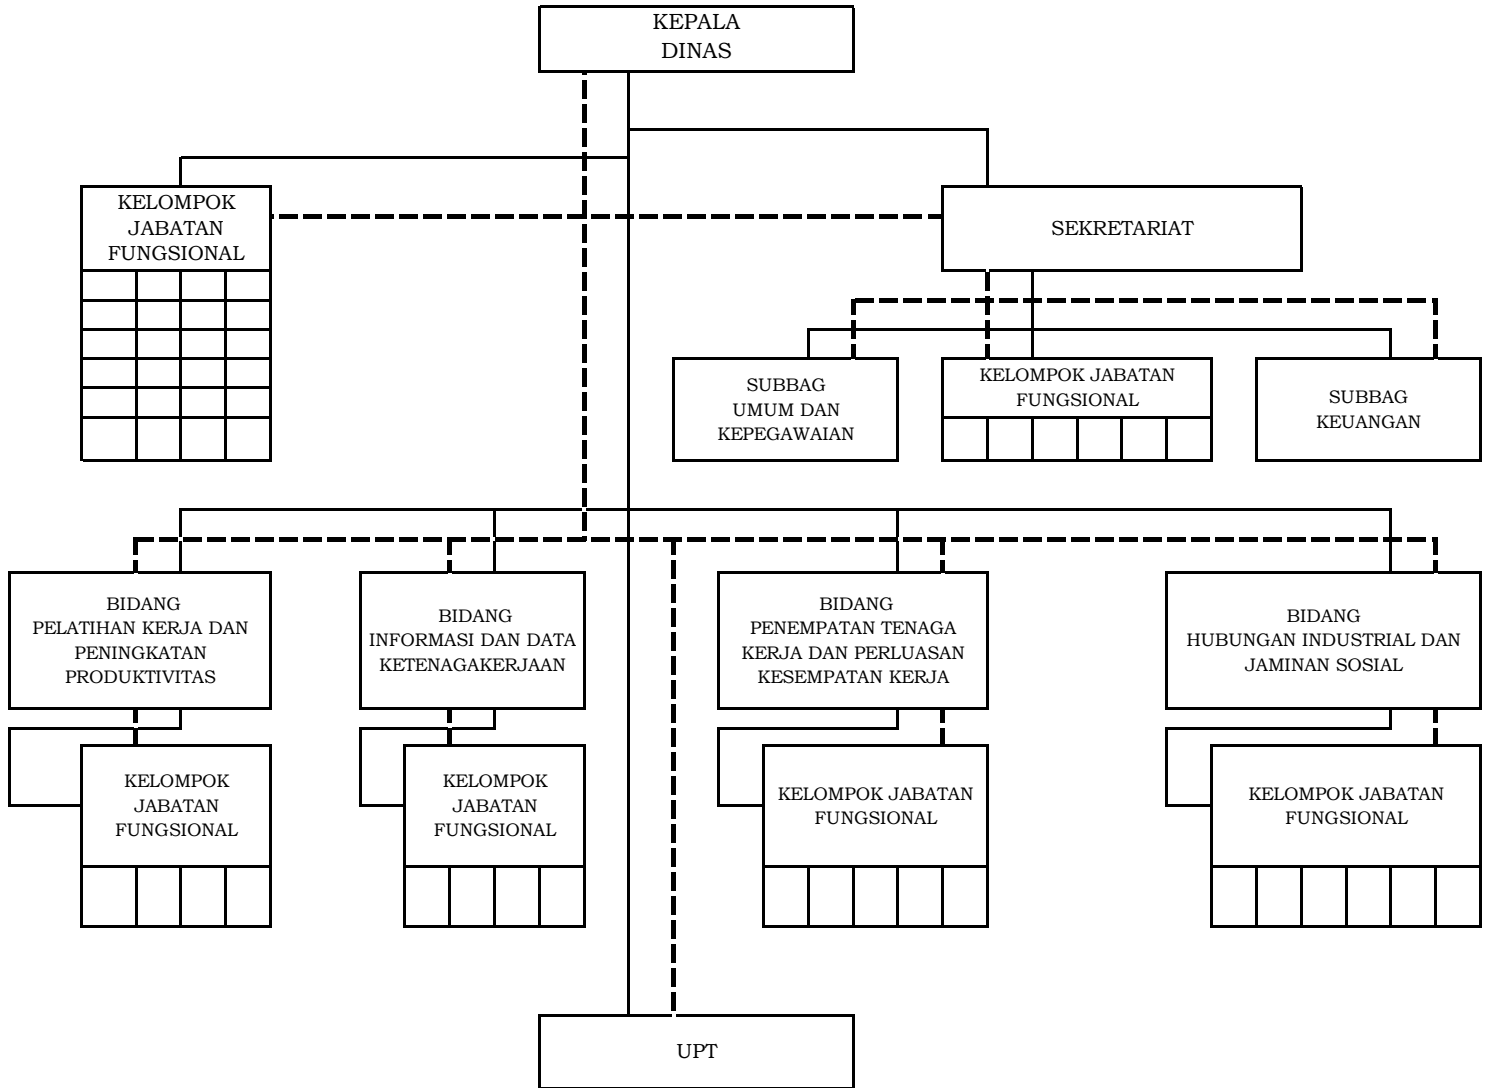 KEPALA
DINAS
KELOMPOK
JABATAN
FUNGSIONAL
SEKRETARIAT
SUBBAG
UMUM DAN
KEPEGAWAIAN
KELOMPOK JABATAN
FUNGSIONAL
SUBBAG
KEUANGAN
BIDANG
PELATIHAN KERJA DAN
PENINGKATAN
PRODUKTIVITAS
BIDANG
INFORMASI DAN DATA
KETENAGAKERJAAN
BIDANG
PENEMPATAN TENAGA
KERJA DAN PERLUASAN
KESEMPATAN KERJA
BIDANG
HUBUNGAN INDUSTRIAL DAN
JAMINAN SOSIAL
KELOMPOK
JABATAN
FUNGSIONAL
KELOMPOK
JABATAN
FUNGSIONAL
KELOMPOK JABATAN
FUNGSIONAL
KELOMPOK JABATAN
FUNGSIONAL
UPT